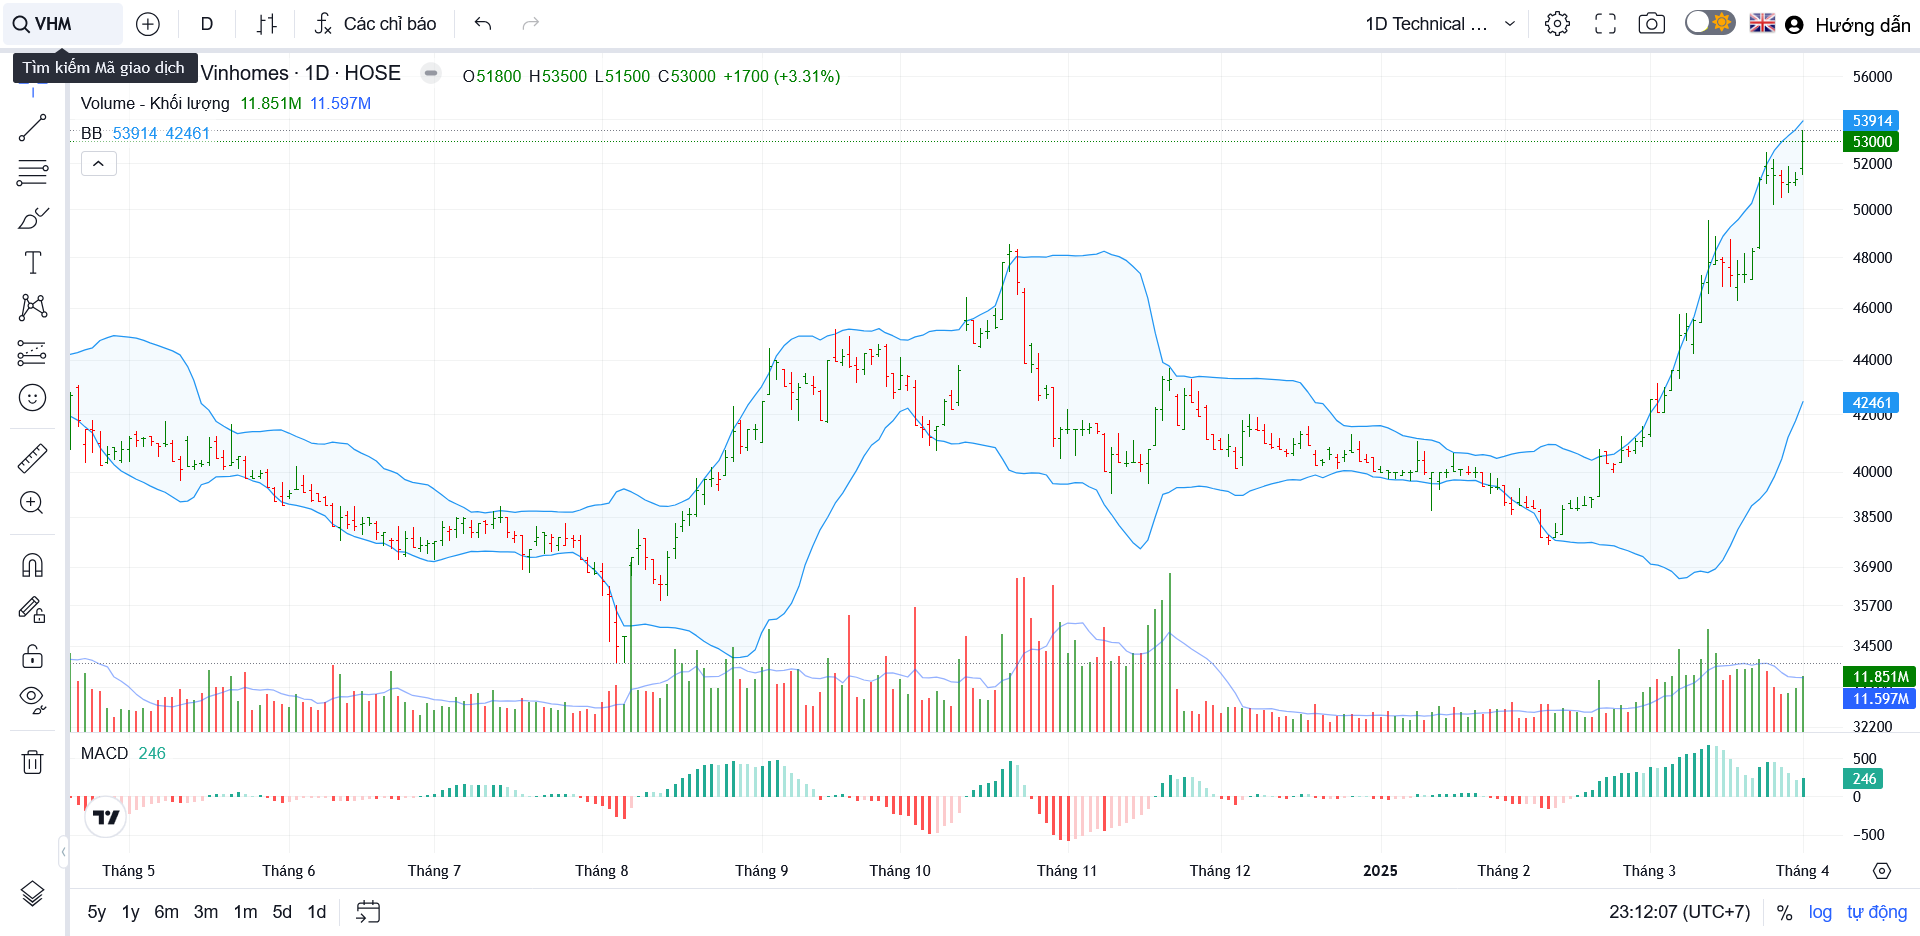 VHM D Các chỉ báo 1D Technical ... Hướng dẫn
Tìm kiếm Mã giao dịch
Vinhomes · 1D · HOSE O51800 H53500 L51500 C53000 +1700 (+3.31%)
Volume - Khối lượng 11.851M 11.597M
BB 53914 42461
56000
53914
53000
52000
50000
48000
46000
44000
42461
42000
40000
38500
36900
35700
34500
11.851M
11.597M
32200
MACD 246
500
246
0
−500
Tháng 5 Tháng 6 Tháng 7 Tháng 8 Tháng 9 Tháng 10 Tháng 11 Tháng 12 2025 Tháng 2 Tháng 3 Tháng 4
5y 1y 6m 3m 1m 5d 1d 23:12:07 (UTC+7) % log tự động